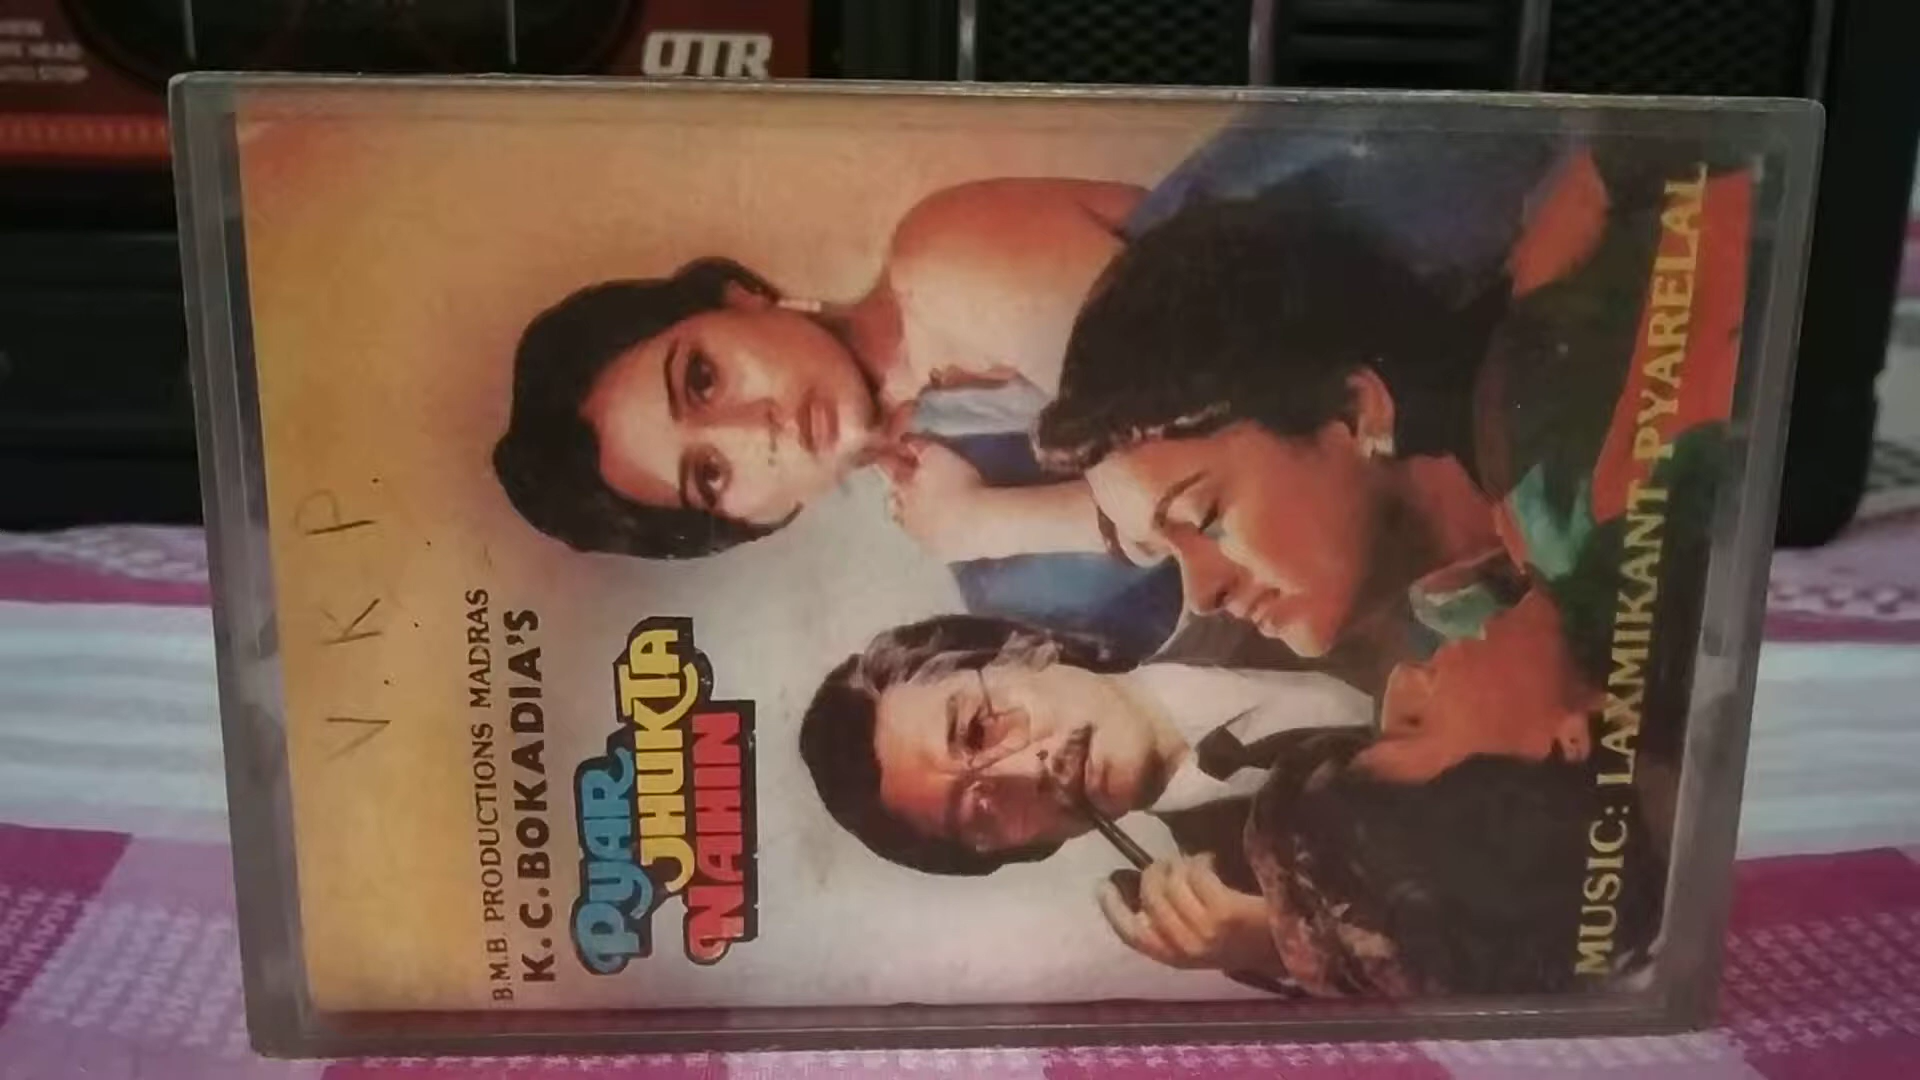 OTR
V.K.P.
B.M.B. PRODUCTIONS MADRAS
K.C.BOKADIA'S
PYAR
JHUKTA
NAHIN
MUSIC: LAXMIKANT PYARELAL